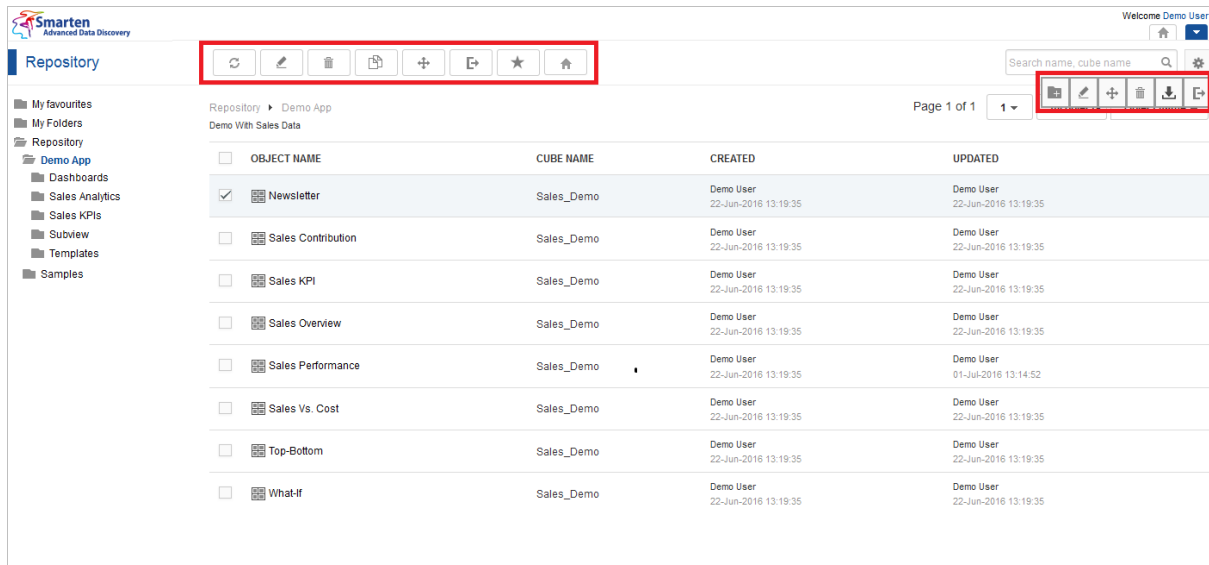 Smarten
Advanced Data Discovery
Welcome Demo User
Repository
Search name, cube name
My favourites
My Folders
Repository
Demo App
Dashboards
Sales Analytics
Sales KPIs
Subview
Templates
Samples
Repository Demo App
Page 1 of 1 1
Demo With Sales Data
OBJECT NAME CUBE NAME CREATED UPDATED
Newsletter Sales_Demo Demo User Demo User
22-Jun-2016 13:19:35 22-Jun-2016 13:19:35
Sales Contribution Sales_Demo Demo User Demo User
22-Jun-2016 13:19:35 22-Jun-2016 13:19:35
Sales KPI Sales_Demo Demo User Demo User
22-Jun-2016 13:19:35 22-Jun-2016 13:19:35
Sales Overview Sales_Demo Demo User Demo User
22-Jun-2016 13:19:35 22-Jun-2016 13:19:35
Sales Performance Sales_Demo Demo User Demo User
22-Jun-2016 13:19:35 01-Jul-2016 13:14:52
Sales Vs. Cost Sales_Demo Demo User Demo User
22-Jun-2016 13:19:35 22-Jun-2016 13:19:35
Top-Bottom Sales_Demo Demo User Demo User
22-Jun-2016 13:19:35 22-Jun-2016 13:19:35
What-If Sales_Demo Demo User Demo User
22-Jun-2016 13:19:35 22-Jun-2016 13:19:35